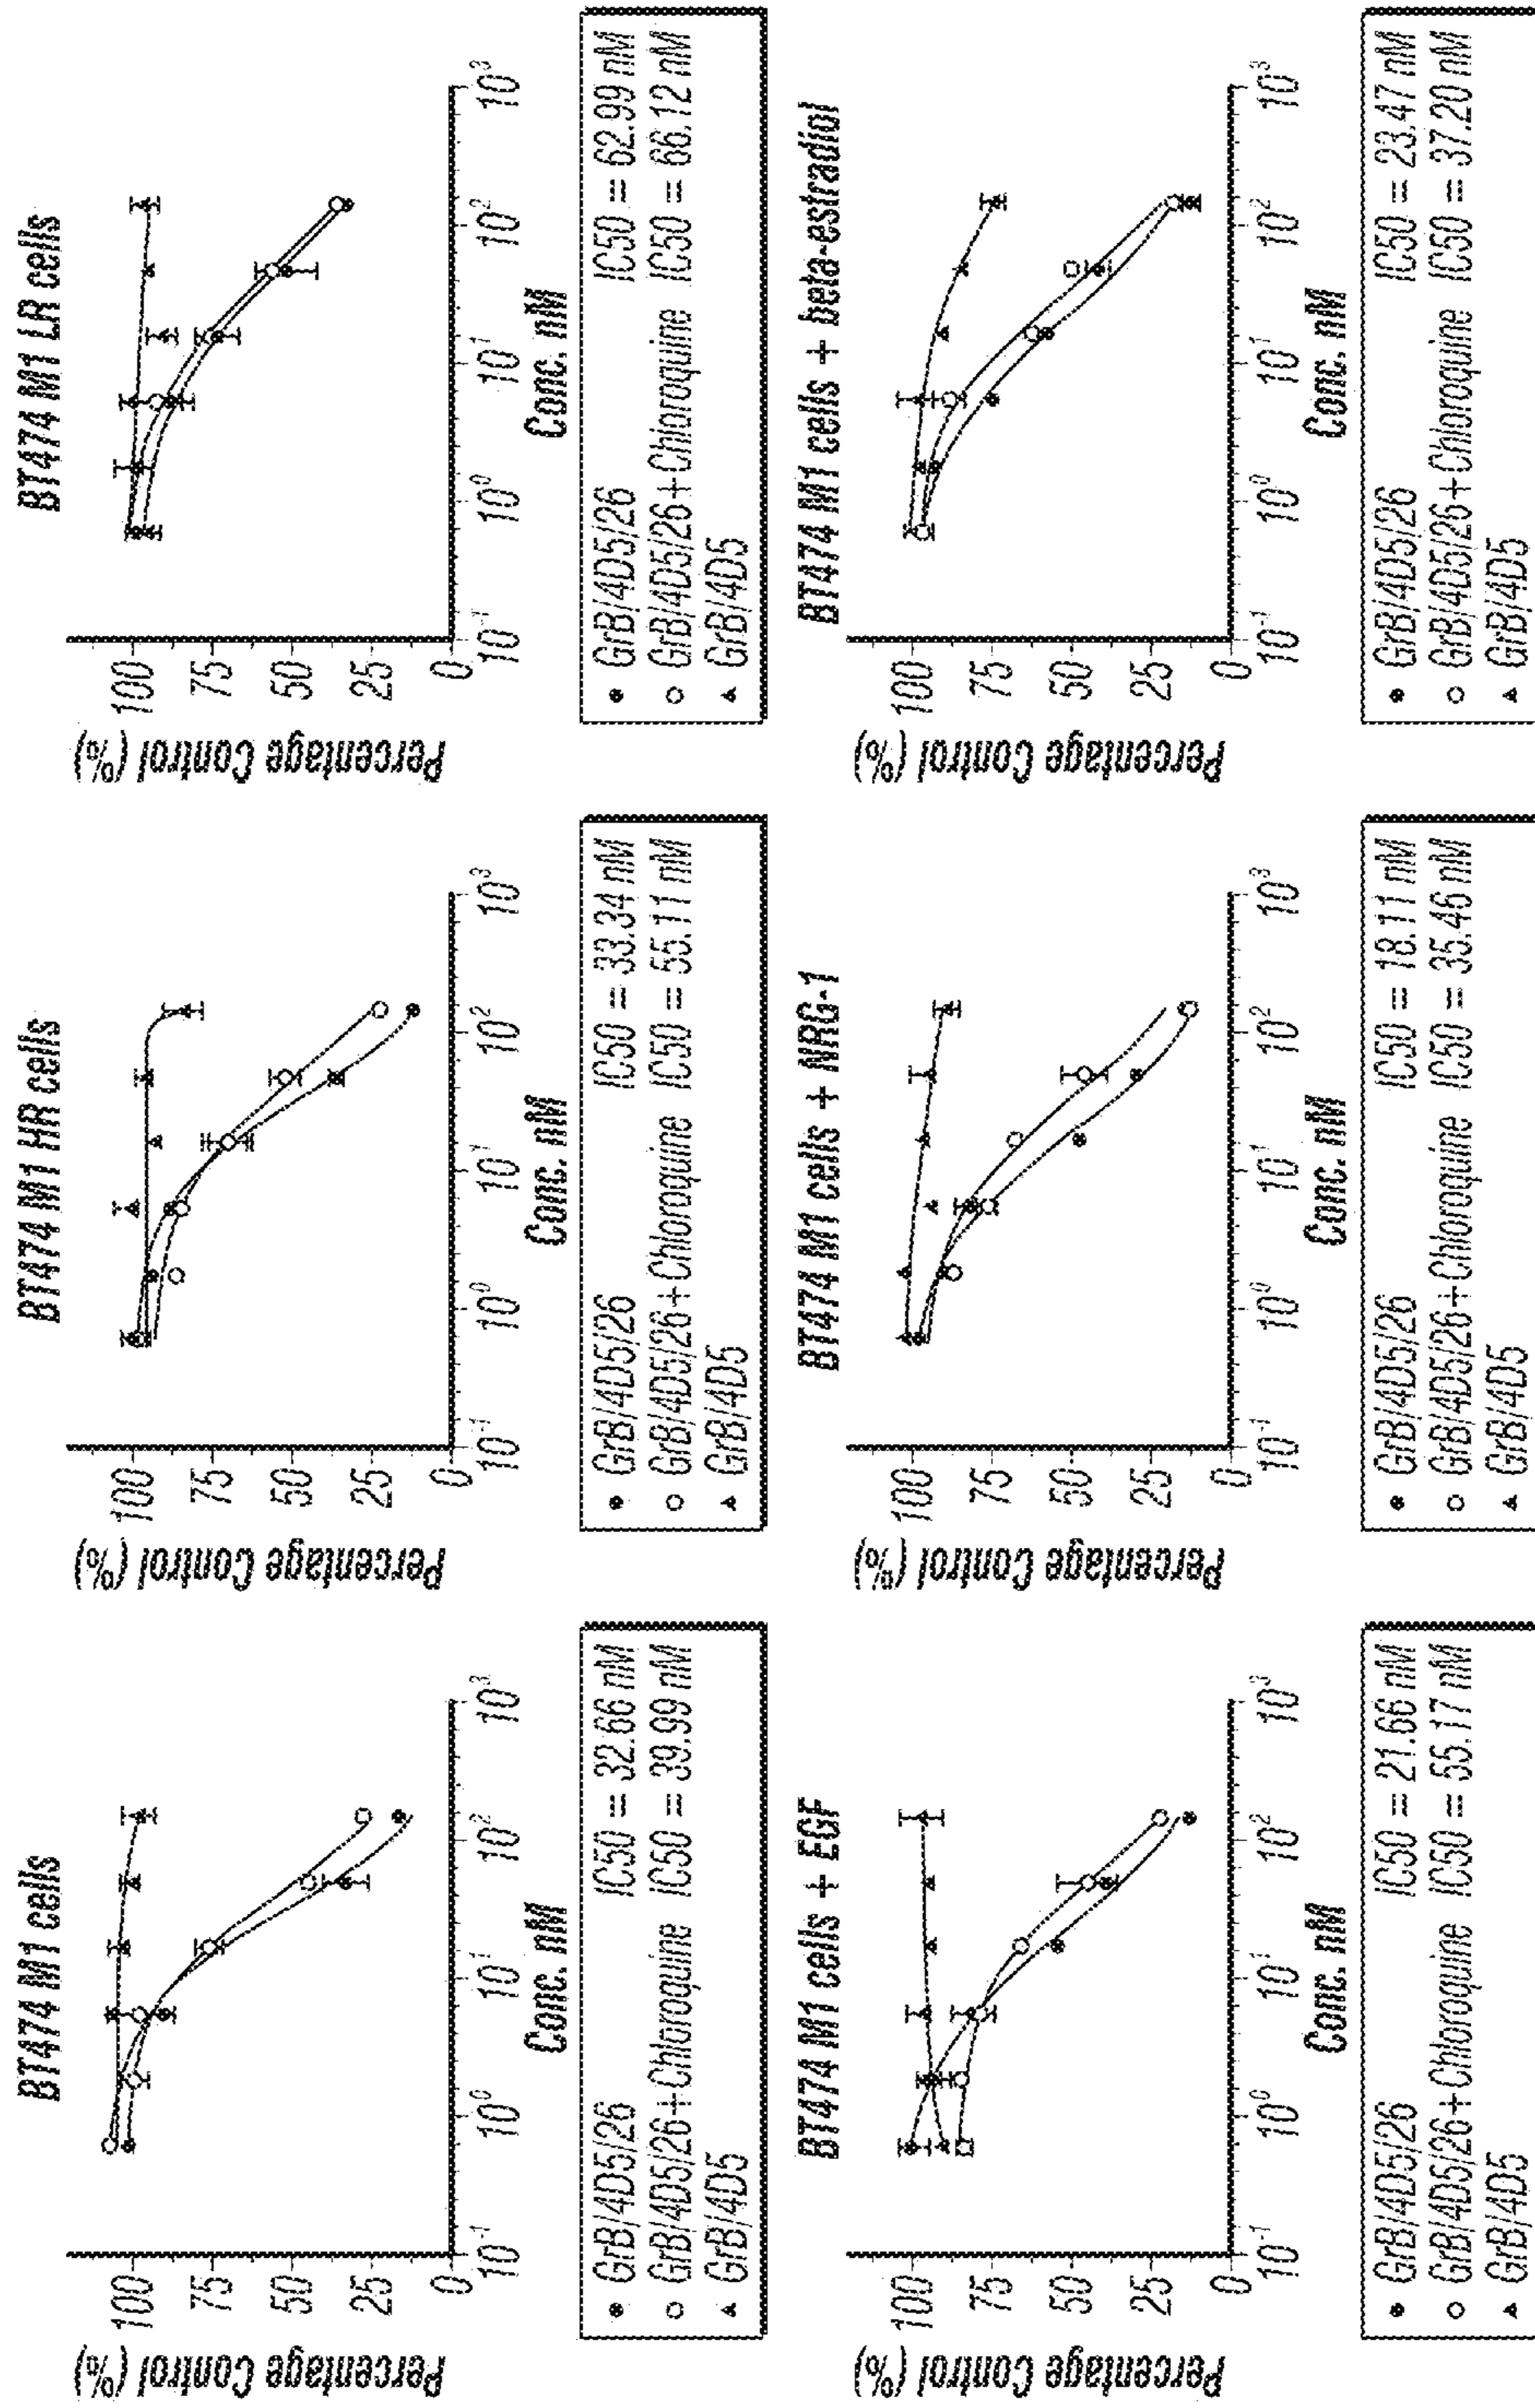 BT474 M1 cells
Percentage Control (%)
100
75
50
25
0
10⁻¹
10⁰
10¹
10²
10³
Conc. nM
GrB/4D5/26 IC50 = 32.66 nM
GrB/4D5/26+Chloroquine IC50 = 39.99 nM
GrB/4D5
BT474 M1 HR cells
Percentage Control (%)
100
75
50
25
0
10⁻¹
10⁰
10¹
10²
10³
Conc. nM
GrB/4D5/26 IC50 = 33.34 nM
GrB/4D5/26+Chloroquine IC50 = 55.11 nM
GrB/4D5
BT474 M1 LR cells
Percentage Control (%)
100
75
50
25
0
10⁻¹
10⁰
10¹
10²
10³
Conc. nM
GrB/4D5/26 IC50 = 62.99 nM
GrB/4D5/26+Chloroquine IC50 = 66.12 nM
GrB/4D5
BT474 M1 cells + EGF
Percentage Control (%)
100
75
50
25
0
10⁻¹
10⁰
10¹
10²
10³
Conc. nM
GrB/4D5/26 IC50 = 21.66 nM
GrB/4D5/26+Chloroquine IC50 = 55.17 nM
GrB/4D5
BT474 M1 cells + NRG-1
Percentage Control (%)
100
75
50
25
0
10⁻¹
10⁰
10¹
10²
10³
Conc. nM
GrB/4D5/26 IC50 = 18.11 nM
GrB/4D5/26+Chloroquine IC50 = 35.46 nM
GrB/4D5
BT474 M1 cells + beta-estradiol
Percentage Control (%)
100
75
50
25
0
10⁻¹
10⁰
10¹
10²
10³
Conc. nM
GrB/4D5/26 IC50 = 23.47 nM
GrB/4D5/26+Chloroquine IC50 = 37.20 nM
GrB/4D5